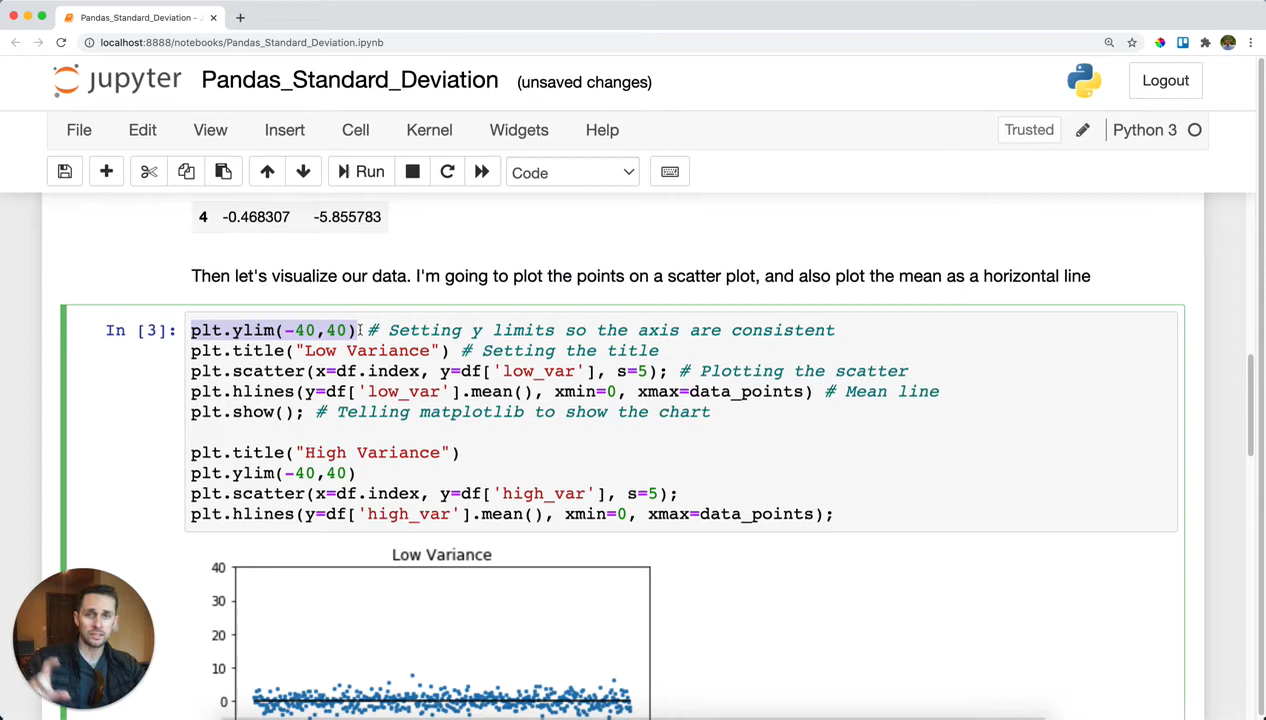 Pandas_Standard_Deviation - .
localhost:8888/notebooks/Pandas_Standard_Deviation.ipynb
jupyter Pandas_Standard_Deviation (unsaved changes) Logout
File Edit View Insert Cell Kernel Widgets Help Trusted Python 3
Run Code
4 -0.468307 -5.855783
Then let's visualize our data. I'm going to plot the points on a scatter plot, and also plot the mean as a horizontal line
In [3]: plt.ylim(-40,40) # Setting y limits so the axis are consistent
plt.title("Low Variance") # Setting the title
plt.scatter(x=df.index, y=df['low_var'], s=5); # Plotting the scatter
plt.hlines(y=df['low_var'].mean(), xmin=0, xmax=data_points) # Mean line
plt.show(); # Telling matplotlib to show the chart
plt.title("High Variance")
plt.ylim(-40,40)
plt.scatter(x=df.index, y=df['high_var'], s=5);
plt.hlines(y=df['high_var'].mean(), xmin=0, xmax=data_points);
Low Variance
40
30
20
10
0